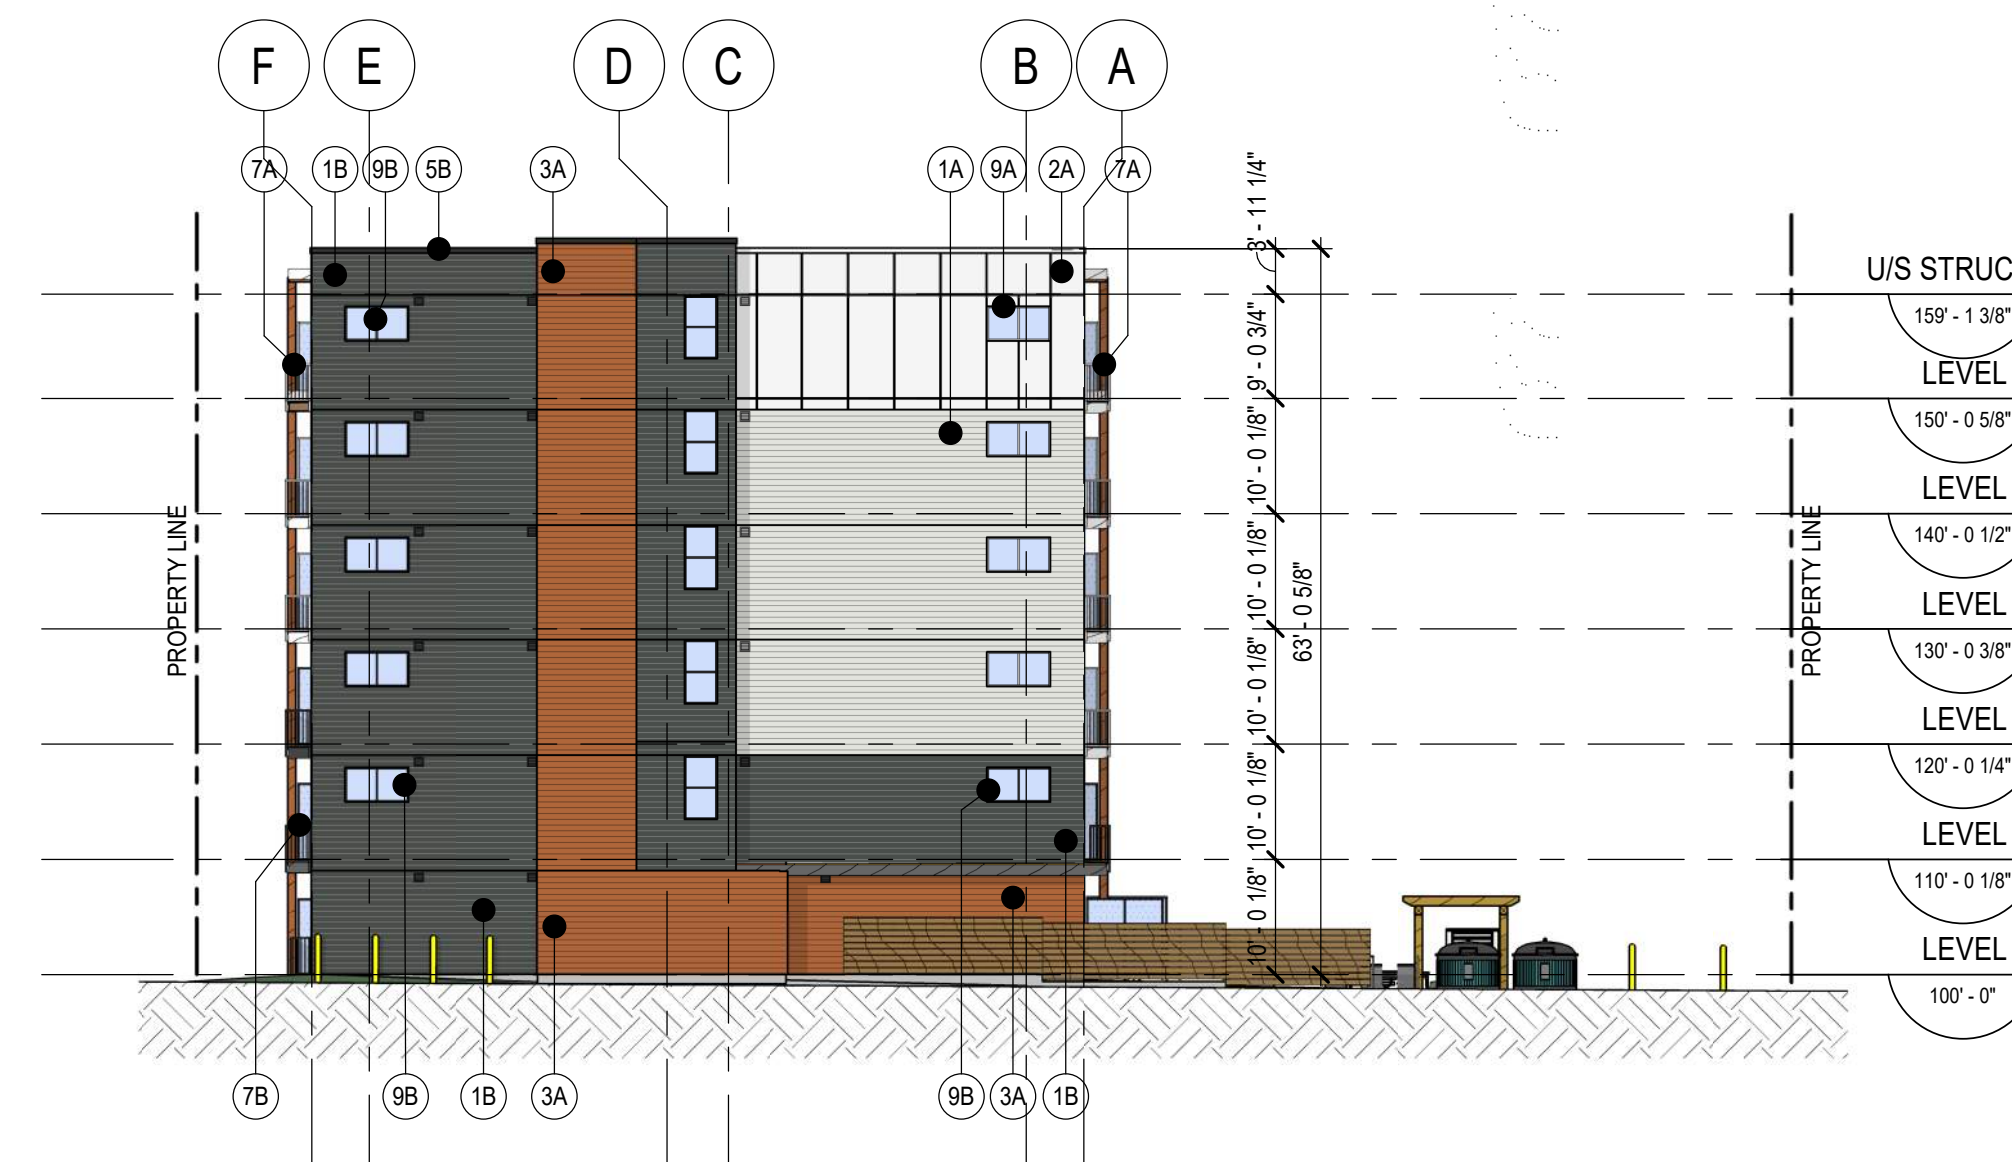 F E D C B A
7A 1B 9B 5B 3A 1A 9A 2A 7A
3' - 11 1/4"
9' - 0 3/4"
10' - 0 1/8"
10' - 0 1/8"
10' - 0 1/8"
10' - 0 1/8"
10' - 0 1/8"
63' - 0 5/8"
PROPERTY LINE
PROPERTY LINE
U/S STRUC
159' - 1 3/8"
LEVEL
150' - 0 5/8"
LEVEL
140' - 0 1/2"
LEVEL
130' - 0 3/8"
LEVEL
120' - 0 1/4"
LEVEL
110' - 0 1/8"
LEVEL
100' - 0"
7B 9B 1B 3A 9B 3A 1B